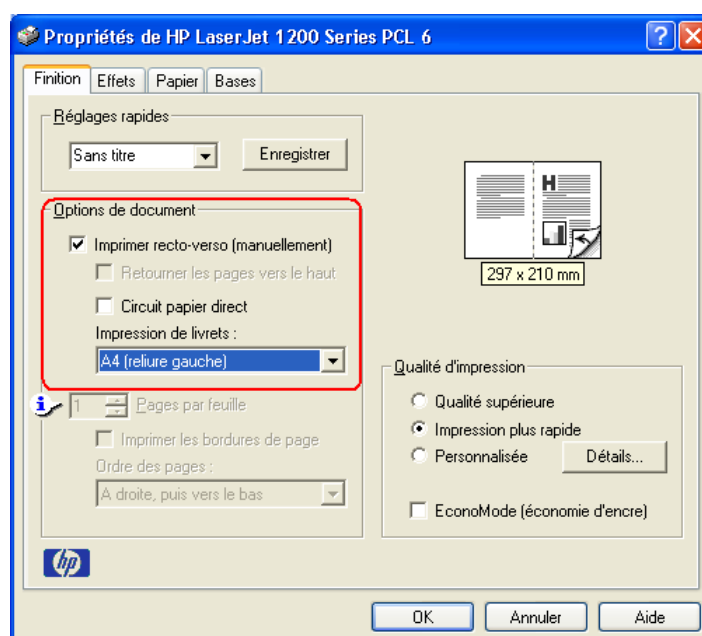 Propriétés de HP LaserJet 1200 Series PCL 6
Finition Effets Papier Bases
Réglages rapides
Sans titre Enregistrer
Options de document
Imprimer recto-verso (manuellement)
Retourner les pages vers le haut
Circuit papier direct
Impression de livrets :
A4 (reliure gauche)
1 Pages par feuille
Imprimer les bordures de page
Ordre des pages :
A droite, puis vers le bas
H
297 x 210 mm
Qualité d'impression
Qualité supérieure
Impression plus rapide
Personnalisée Détails...
EconoMode (économie d'encre)
hp
OK Annuler Aide